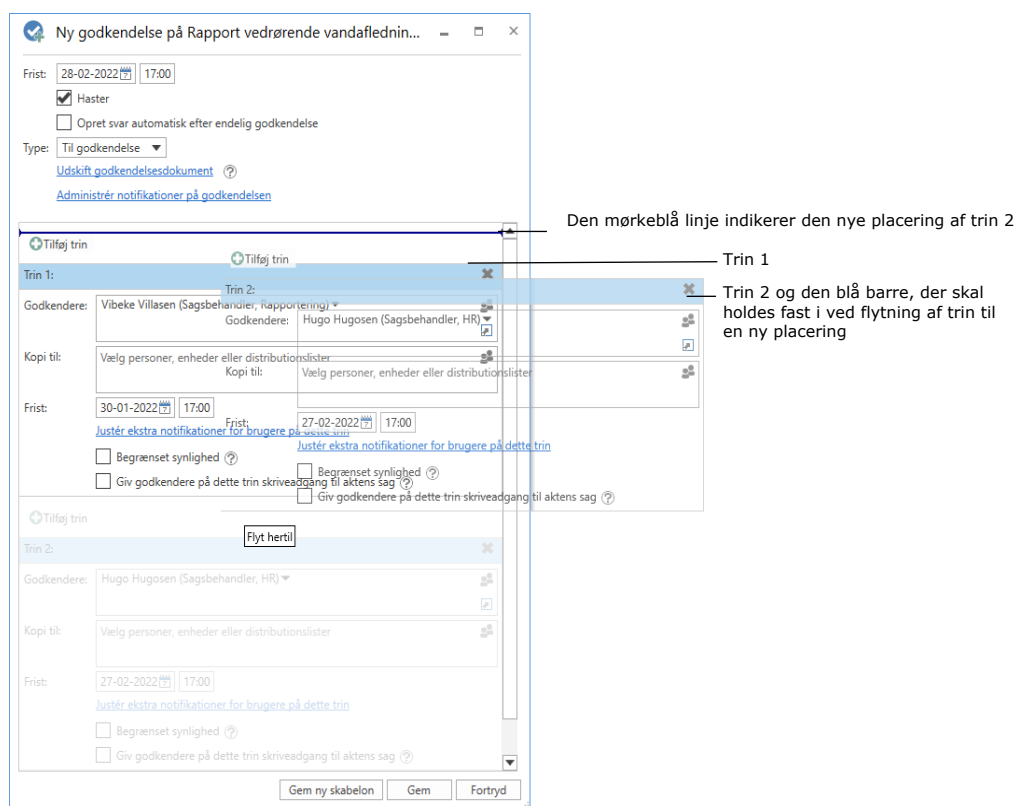 Ny godkendelse på Rapport vedrørende vandaflednin...
Frist: 28-02-2022 17:00
Haster
Opret svar automatisk efter endelig godkendelse
Type: Til godkendelse
Udskift godkendelsesdokument
Administrér notifikationer på godkendelsen
Den mørkeblå linje indikerer den nye placering af trin 2
Tilføj trin
Trin 1:
Godkendere: Vibeke Villasen (Sagsbehandler, Rapportering)
Kopi til: Vælg personer, enheder eller distributionslister
Frist: 30-01-2022 17:00
Justér ekstra notifikationer for brugere på dette trin
Begrænset synlighed
Giv godkendere på dette trin skriveadgang til aktens sag
Tilføj trin
Trin 2:
Godkendere: Hugo Hugosen (Sagsbehandler, HR)
Kopi til: Vælg personer, enheder eller distributionslister
Frist: 27-02-2022 17:00
Justér ekstra notifikationer for brugere på dette trin
Begrænset synlighed
Giv godkendere på dette trin skriveadgang til aktens sag
Trin 1
Trin 2 og den blå barre, der skal
holdes fast i ved flytning af trin til
en ny placering
Flyt hertil
Tilføj trin
Trin 2:
Godkendere: Hugo Hugosen (Sagsbehandler, HR)
Kopi til: Vælg personer, enheder eller distributionslister
Frist: 27-02-2022 17:00
Justér ekstra notifikationer for brugere på dette trin
Begrænset synlighed
Giv godkendere på dette trin skriveadgang til aktens sag
Gem ny skabelon Gem Fortryd